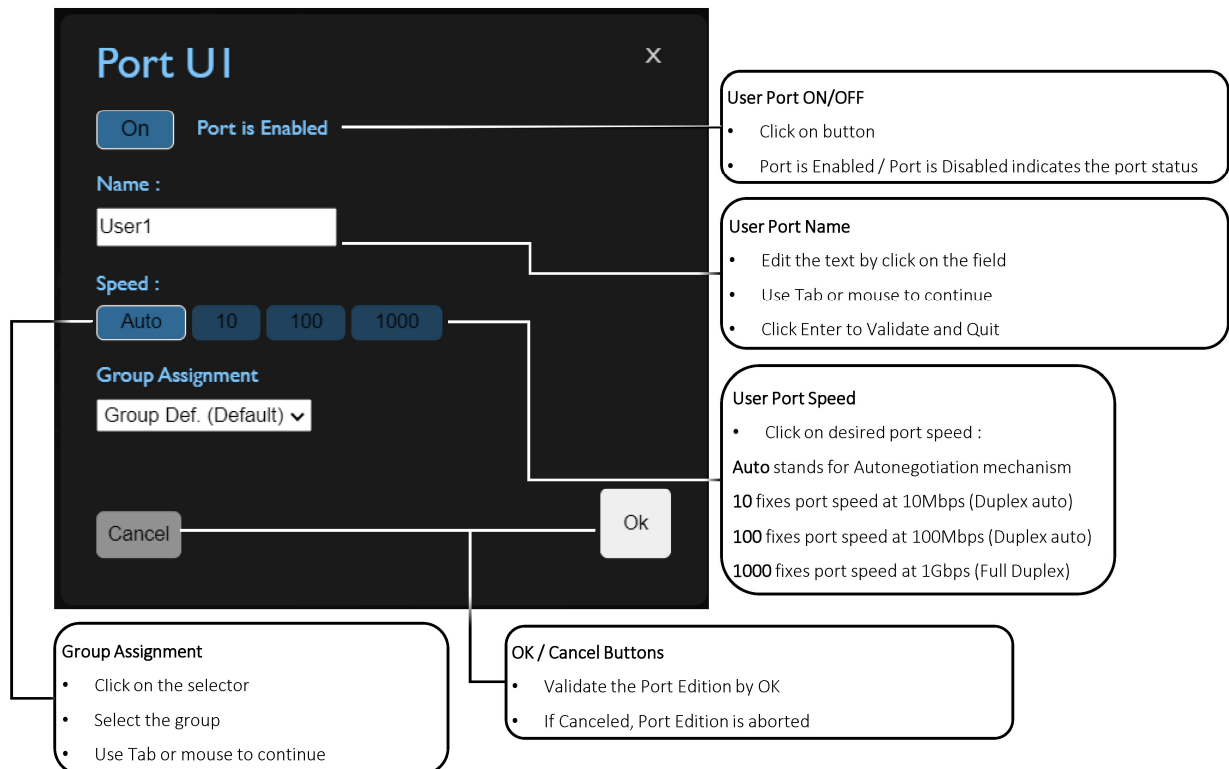 Port U1
X
On
Port is Enabled
Name :
User1
Speed :
Auto
10
100
1000
Group Assignment
Group Def. (Default)
Cancel
Ok
User Port ON/OFF
• Click on button
• Port is Enabled / Port is Disabled indicates the port status
User Port Name
• Edit the text by click on the field
• Use Tab or mouse to continue
• Click Enter to Validate and Quit
User Port Speed
• Click on desired port speed :
Auto stands for Autonegotiation mechanism
10 fixes port speed at 10Mbps (Duplex auto)
100 fixes port speed at 100Mbps (Duplex auto)
1000 fixes port speed at 1Gbps (Full Duplex)
Group Assignment
• Click on the selector
• Select the group
• Use Tab or mouse to continue
OK / Cancel Buttons
• Validate the Port Edition by OK
• If Canceled, Port Edition is aborted